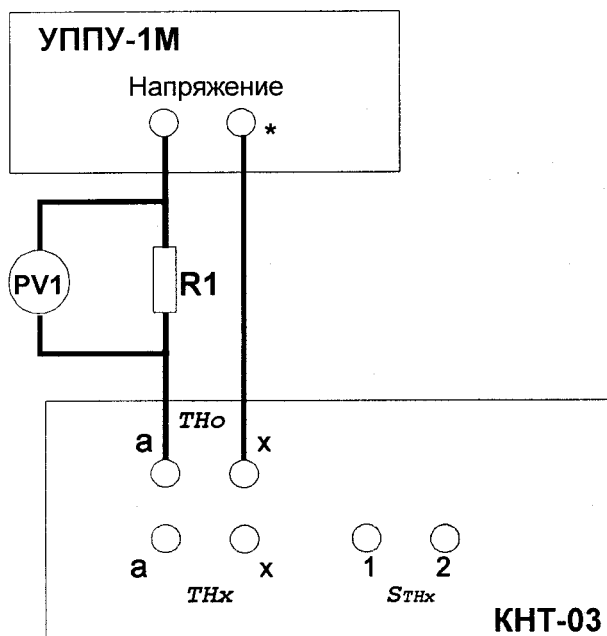 УППУ-1М
Напряжение
*
PV1
R1
THo
a x
a x 1 2
THx STHx
КНТ-03